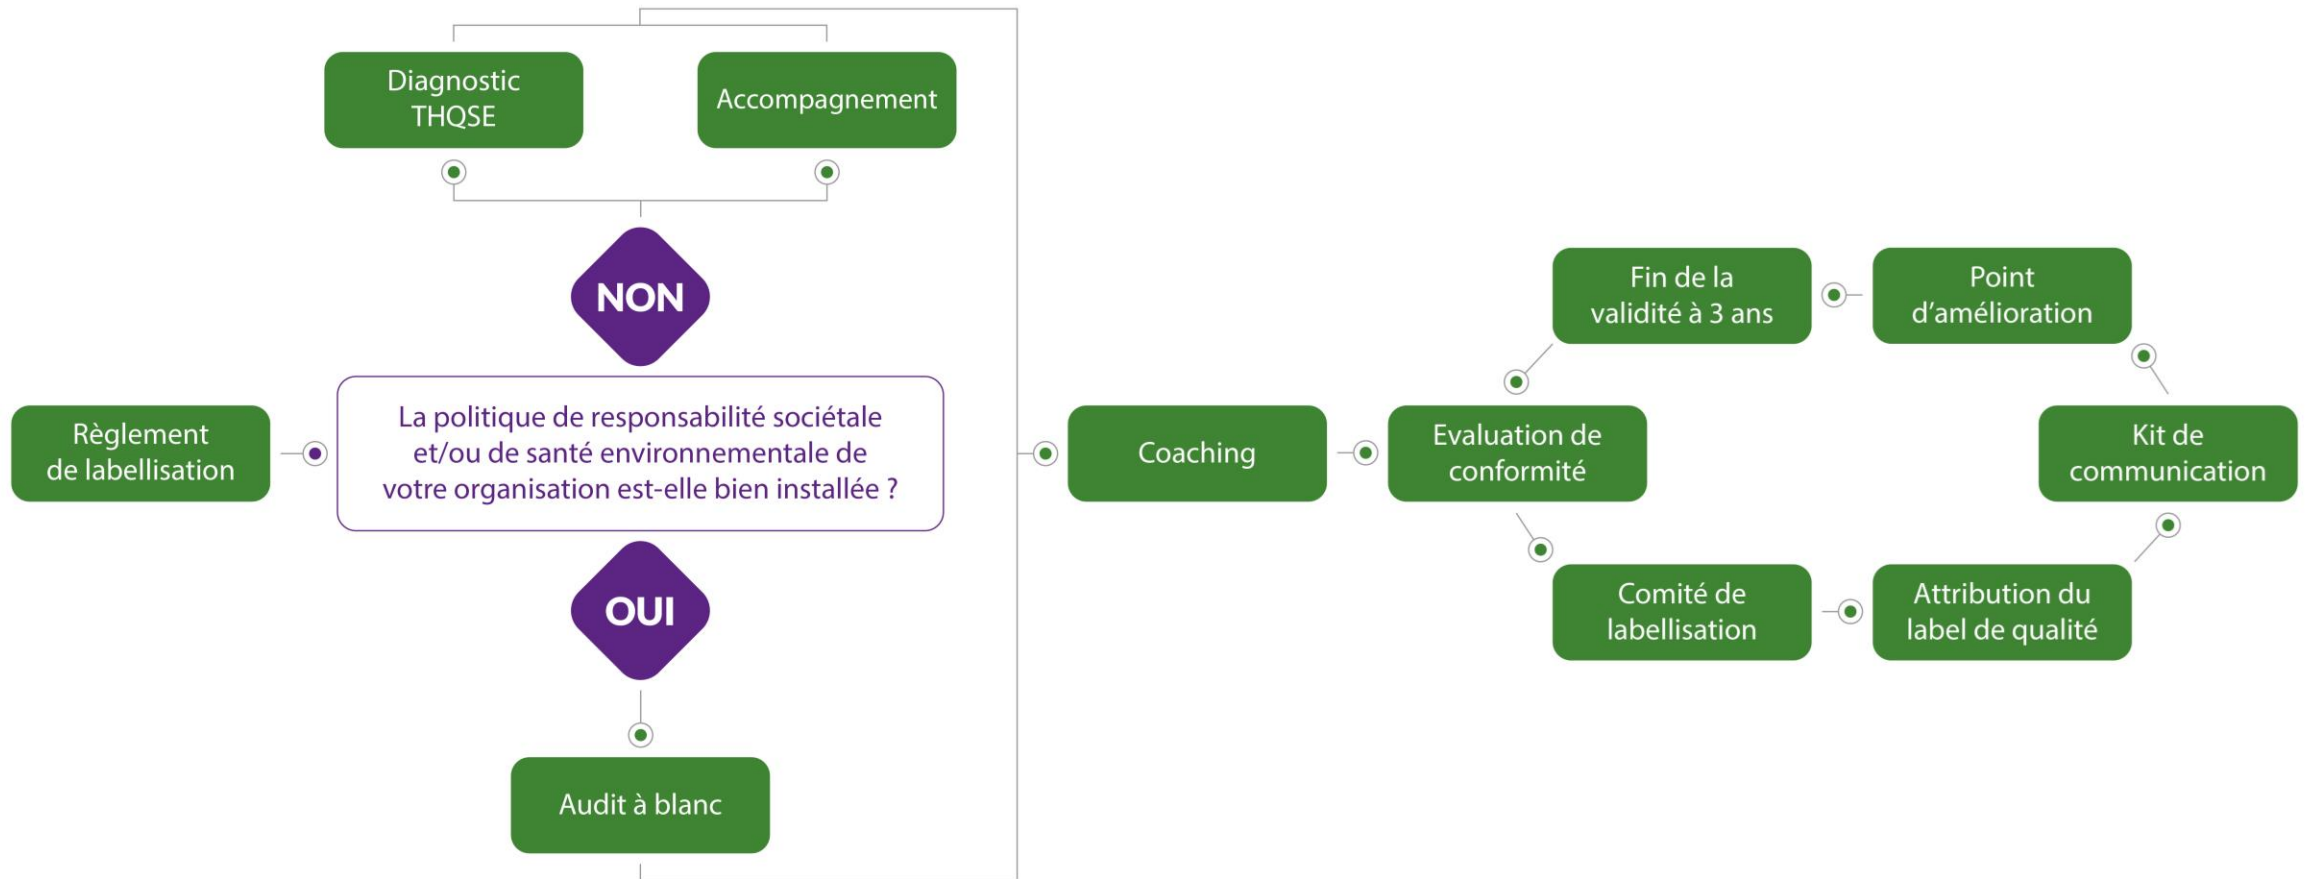 Diagnostic
THQSE
Accompagnement
NON
Règlement
de labellisation
La politique de responsabilité sociétale
et/ou de santé environnementale de
votre organisation est-elle bien installée ?
OUI
Audit à blanc
Coaching
Evaluation de
conformité
Fin de la
validité à 3 ans
Point
d’amélioration
Kit de
communication
Comité de
labellisation
Attribution du
label de qualité